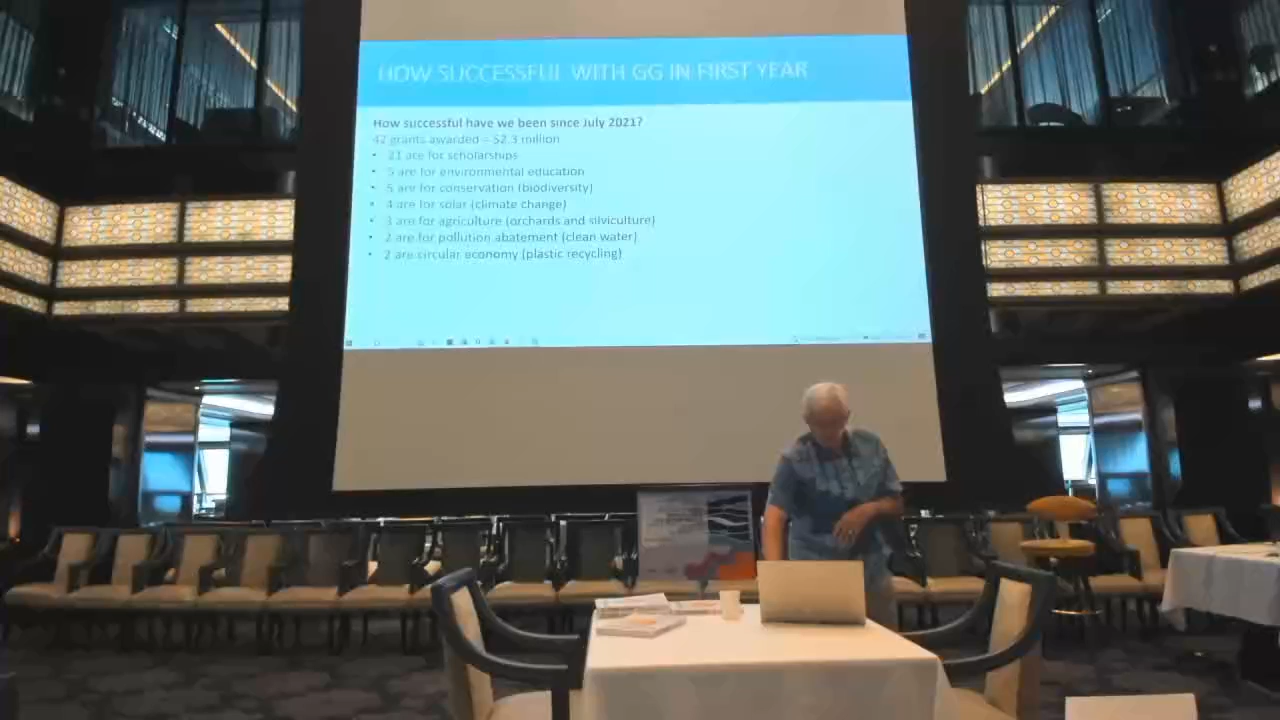 HOW SUCCESSFUL WITH GG IN FIRST YEAR
How successful have we been since July 2021?
42 grants awarded = $2.3 million
• 21 are for scholarships
• 5 are for environmental education
• 5 are for conservation (biodiversity)
• 4 are for solar (climate change)
• 3 are for agriculture (orchards and silviculture)
• 2 are for pollution abatement (clean water)
• 2 are circular economy (plastic recycling)